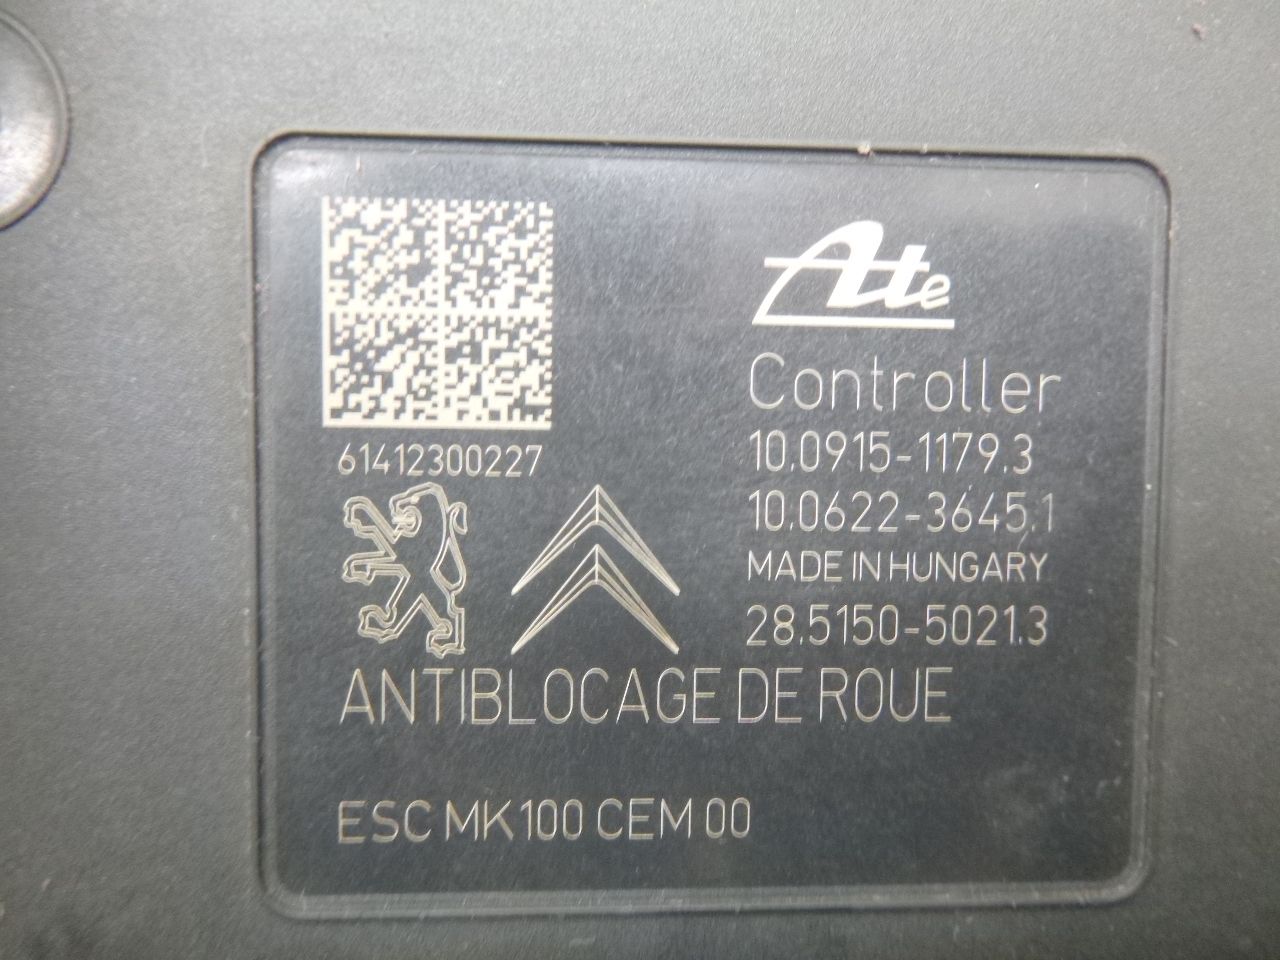 Ate
Controller
10.0915-1179.3
10.0622-3645.1
MADE IN HUNGARY
28.5150-5021.3
61412300227
ANTIBLOCAGE DE ROUE
ESC MK100 CEM 00